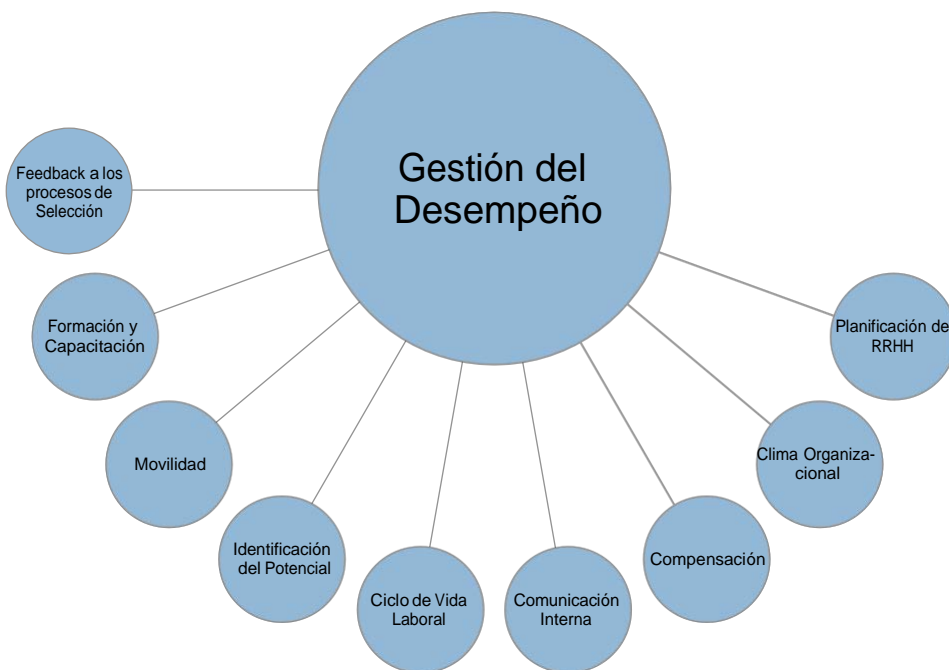 Gestión del
Desempeño
Feedback a los
procesos de
Selección
Formación y
Capacitación
Movilidad
Identificación
del Potencial
Ciclo de Vida
Laboral
Comunicación
Interna
Compensación
Clima Organiza-
cional
Planificación de
RRHH